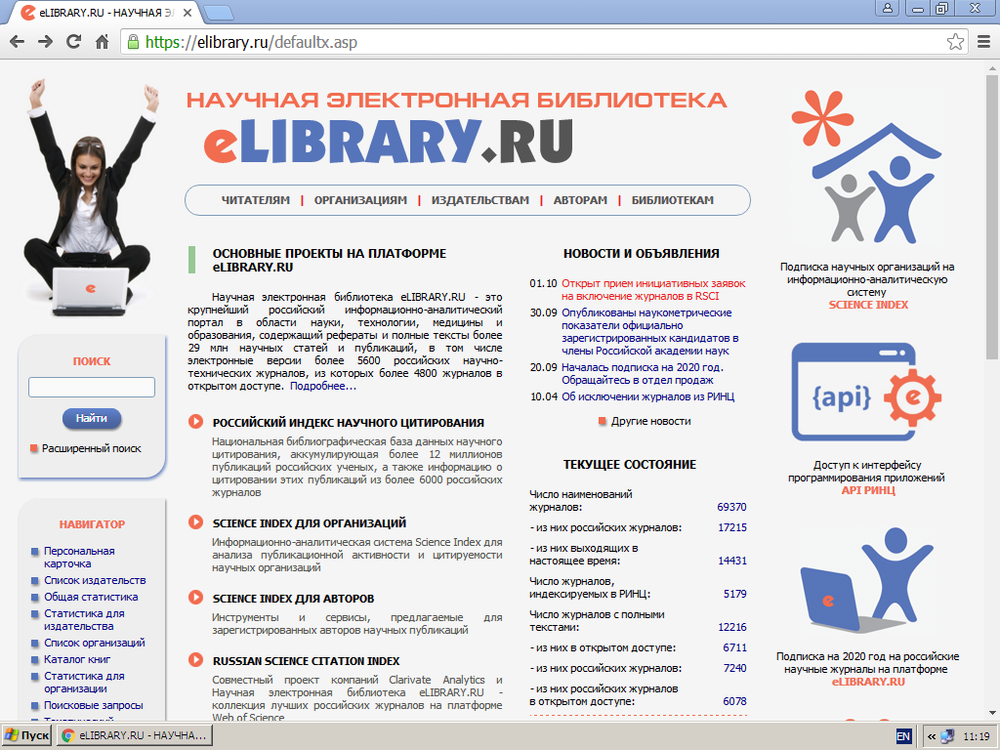 eLIBRARY.RU - НАУЧНАЯ Э
https://elibrary.ru/defaultx.asp
НАУЧНАЯ ЭЛЕКТРОННАЯ БИБЛИОТЕКА
eLIBRARY.RU
ЧИТАТЕЛЯМ | ОРГАНИЗАЦИЯМ | ИЗДАТЕЛЬСТВАМ | АВТОРАМ | БИБЛИОТЕКАМ
ПОИСК
Найти
Расширенный поиск
НАВИГАТОР
Персональная
карточка
Список издательств
Общая статистика
Статистика для
издательства
Список организаций
Каталог книг
Статистика для
организации
Поисковые запросы
ОСНОВНЫЕ ПРОЕКТЫ НА ПЛАТФОРМЕ
eLIBRARY.RU
Научная электронная библиотека eLIBRARY.RU - это
крупнейший российский информационно-аналитический
портал в области науки, технологии, медицины и
образования, содержащий рефераты и полные тексты более
29 млн научных статей и публикаций, в том числе
электронные версии более 5600 российских научно-
технических журналов, из которых более 4800 журналов в
открытом доступе. Подробнее...
РОССИЙСКИЙ ИНДЕКС НАУЧНОГО ЦИТИРОВАНИЯ
Национальная библиографическая база данных научного
цитирования, аккумулирующая более 12 миллионов
публикаций российских ученых, а также информацию о
цитировании этих публикаций из более 6000 российских
журналов
SCIENCE INDEX ДЛЯ ОРГАНИЗАЦИЙ
Информационно-аналитическая система Science Index для
анализа публикационной активности и цитируемости
научных организаций
SCIENCE INDEX ДЛЯ АВТОРОВ
Инструменты и сервисы, предлагаемые для
зарегистрированных авторов научных публикаций
RUSSIAN SCIENCE CITATION INDEX
Совместный проект компаний Clarivate Analytics и
Научная электронная библиотека eLIBRARY.RU -
коллекция лучших российских журналов на платформе
Web of Science
НОВОСТИ И ОБЪЯВЛЕНИЯ
01.10 Открыт прием инициативных заявок
на включение журналов в RSCI
30.09 Опубликованы наукометрические
показатели официально
зарегистрированных кандидатов в
члены Российской академии наук
20.09 Началась подписка на 2020 год.
Обращайтесь в отдел продаж
10.04 Об исключении журналов из РИНЦ
Другие новости
ТЕКУЩЕЕ СОСТОЯНИЕ
Число наименований
журналов: 69370
- из них российских журналов: 17215
- из них выходящих в
настоящее время: 14431
Число журналов,
индексируемых в РИНЦ: 5179
Число журналов с полными
текстами: 12216
- из них в открытом доступе: 6711
- из них российских журналов: 7240
- из них российских журналов
в открытом доступе: 6078
Подписка научных организаций на
информационно-аналитическую
систему
SCIENCE INDEX
{api}
e
Доступ к интерфейсу
программирования приложений
API РИНЦ
e
Подписка на 2020 год на российские
научные журналы на платформе
eLIBRARY.RU
Пуск
eLIBRARY.RU - НАУЧНА...
EN
«
11:19